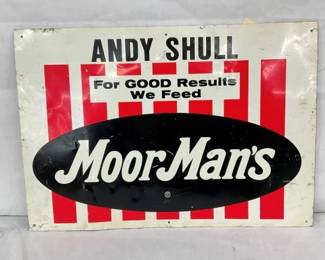 ANDY SHULL
For GOOD Results
We Feed
MoorMan's